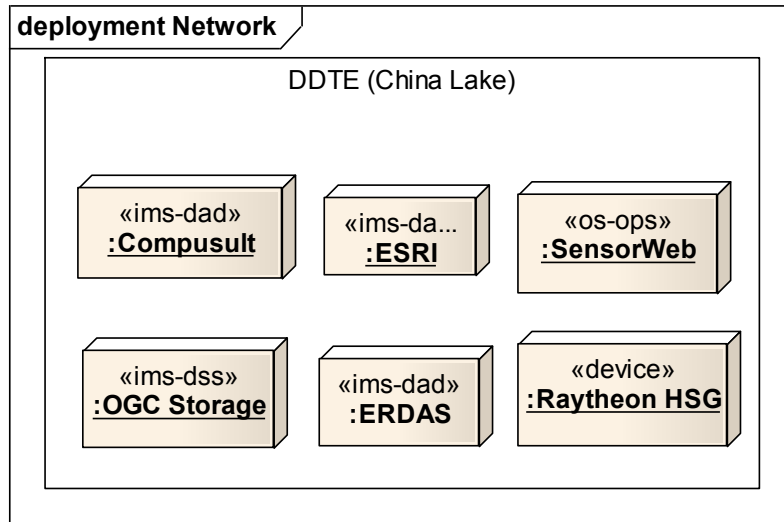 deployment Network
DDTE (China Lake)
«ims-dad»
:Compusult
«ims-da...
:ESRI
«os-ops»
:SensorWeb
«ims-dss»
:OGC Storage
«ims-dad»
:ERDAS
«device»
:Raytheon HSG